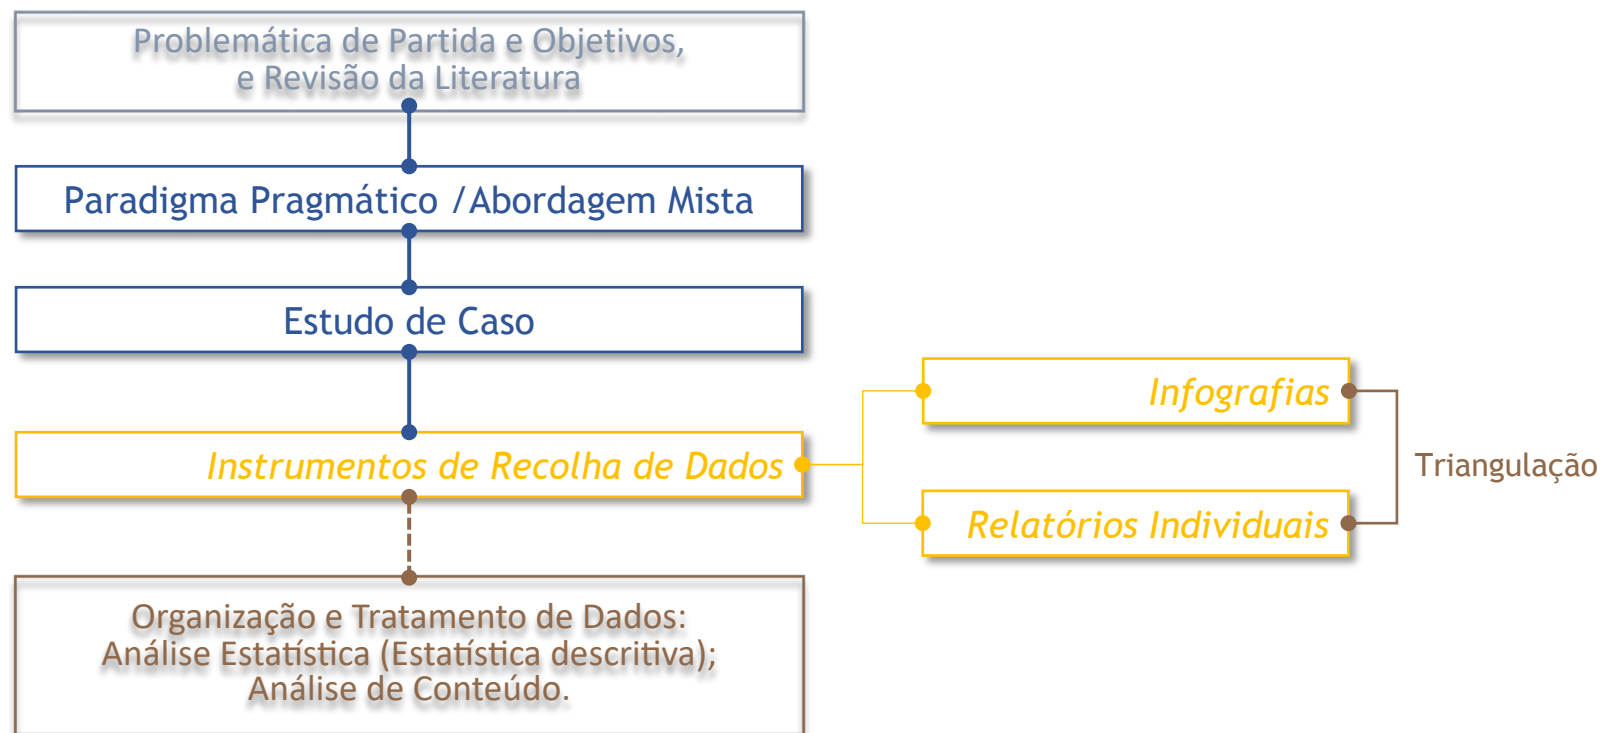 Problemática de Partida e Objetivos,
e Revisão da Literatura
Paradigma Pragmático /Abordagem Mista
Estudo de Caso
Instrumentos de Recolha de Dados
Infografias
Triangulação
Relatórios Individuais
Organização e Tratamento de Dados:
Análise Estatística (Estatística descritiva);
Análise de Conteúdo.